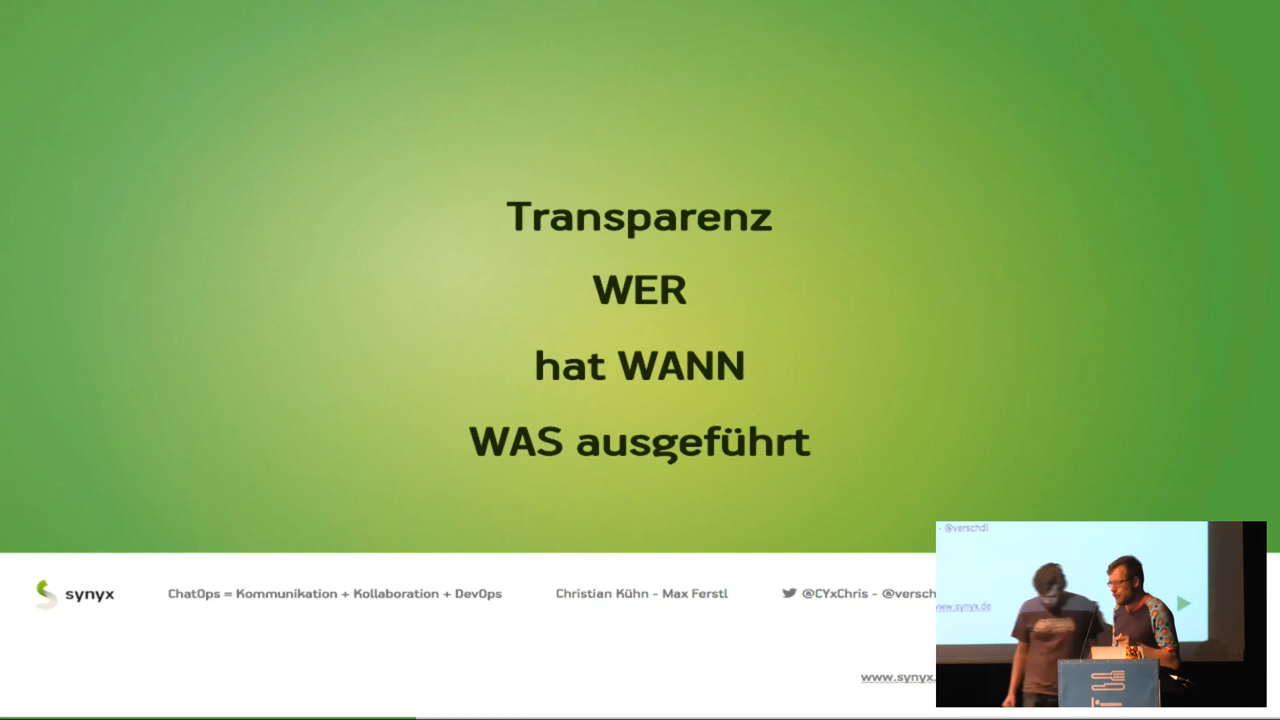 Transparenz
WER
hat WANN
WAS ausgeführt
synyx
ChatOps = Kommunikation + Kollaboration + DevOps
Christian Kühn - Max Ferstl
@CYxChris - @versch
www.synyx.
- @verschdl
www.synyx.de